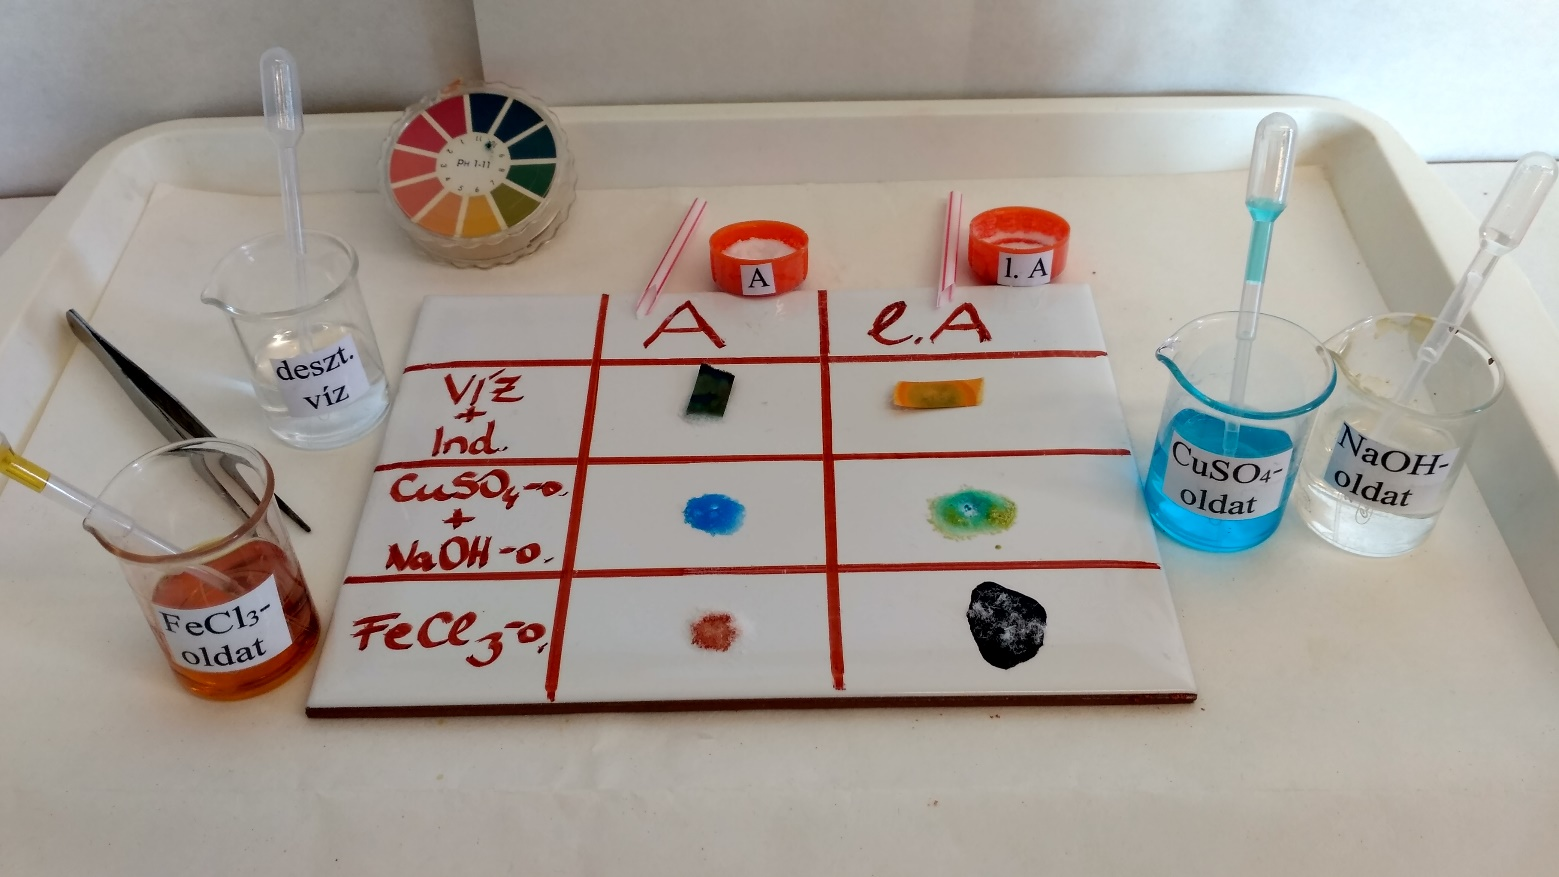 PH 1-11
A
l. A
deszt.
víz
A
l. A
Víz
+
Ind.
CuSO₄-o.
+
NaOH-o.
FeCl₃-o.
CuSO₄-
oldat
NaOH-
oldat
FeCl₃-
oldat